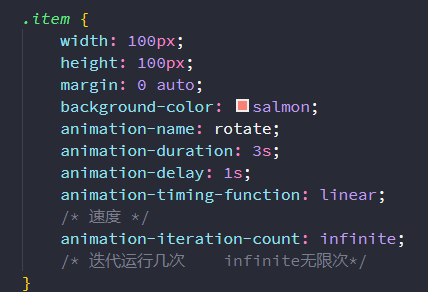 .item {
width: 100px;
height: 100px;
margin: 0 auto;
background-color: salmon;
animation-name: rotate;
animation-duration: 3s;
animation-delay: 1s;
animation-timing-function: linear;
/* 速度 */
animation-iteration-count: infinite;
/* 迭代运行几次    infinite无限次*/
}